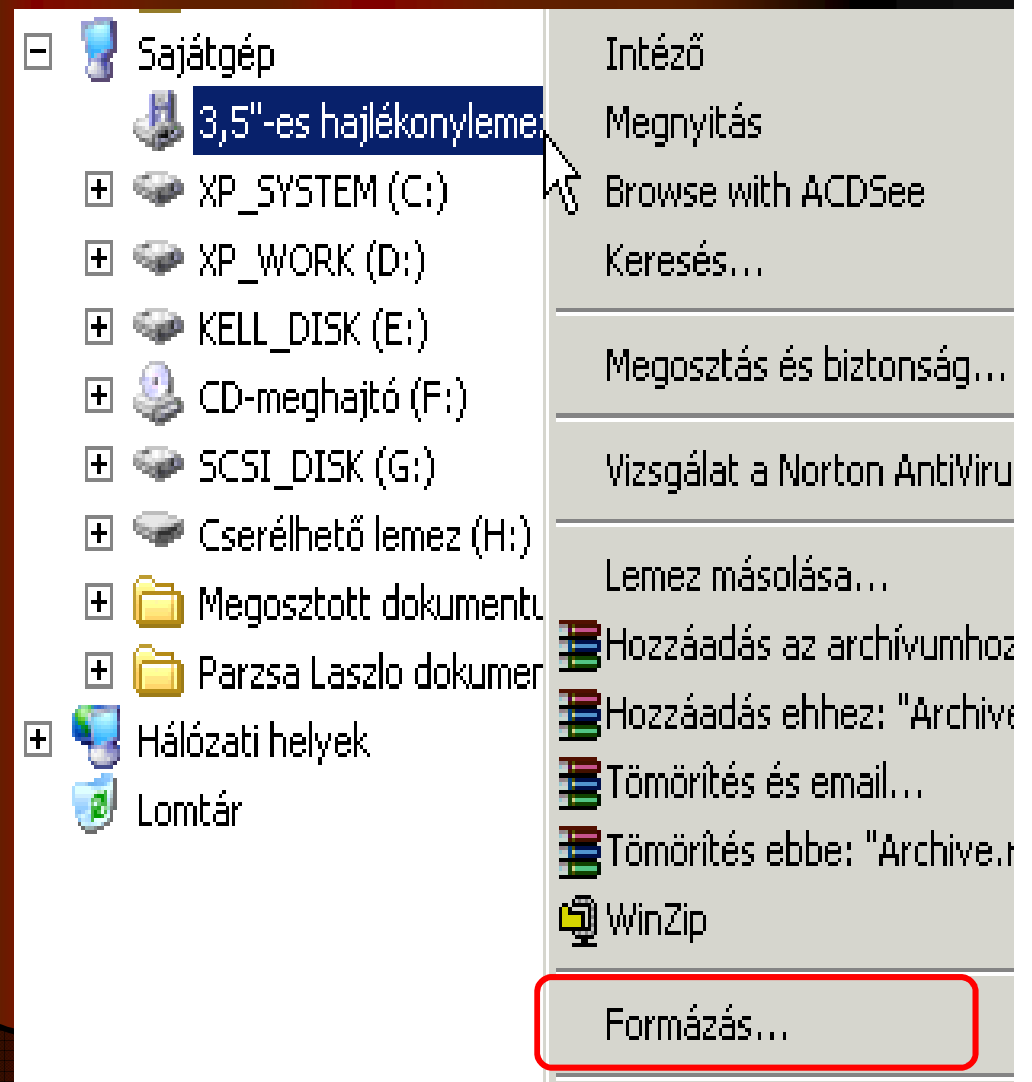 Sajátgép
3,5"-es hajlékonyleme
XP_SYSTEM (C:)
XP_WORK (D:)
KELL_DISK (E:)
CD-meghajtó (F:)
SCSI_DISK (G:)
Cserélhető lemez (H:)
Megosztott dokumentu
Parzsa Laszlo dokumen
Hálózati helyek
Lomtár
Intéző
Megnyitás
Browse with ACDSee
Keresés...
Megosztás és biztonság...
Vizsgálat a Norton AntiViru
Lemez másolása...
Hozzáadás az archívumhoz
Hozzáadás ehhez: "Archive
Tömörítés és email...
Tömörítés ebbe: "Archive.r
WinZip
Formázás...